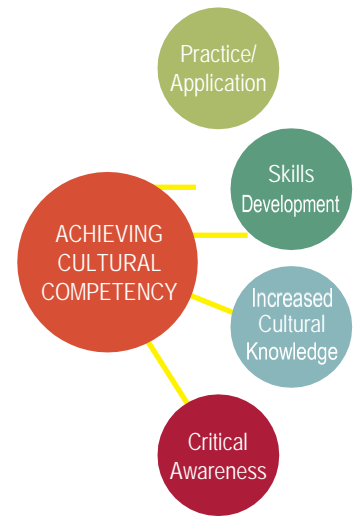 Practice/
Application
Skills
Development
ACHIEVING
CULTURAL
COMPETENCY
Increased
Cultural
Knowledge
Critical
Awareness